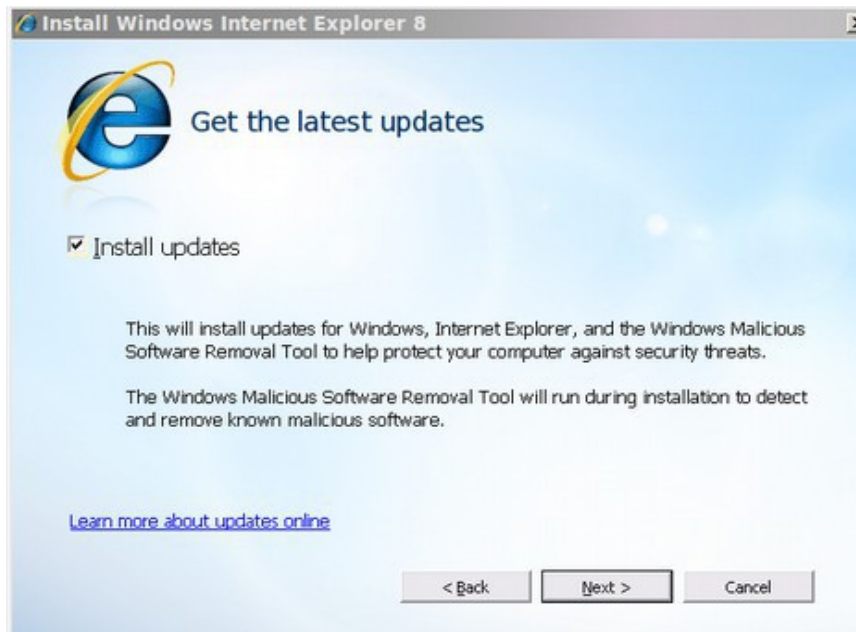 Install Windows Internet Explorer 8
Get the latest updates
Install updates
This will install updates for Windows, Internet Explorer, and the Windows Malicious
Software Removal Tool to help protect your computer against security threats.
The Windows Malicious Software Removal Tool will run during installation to detect
and remove known malicious software.
Learn more about updates online
< Back Next > Cancel